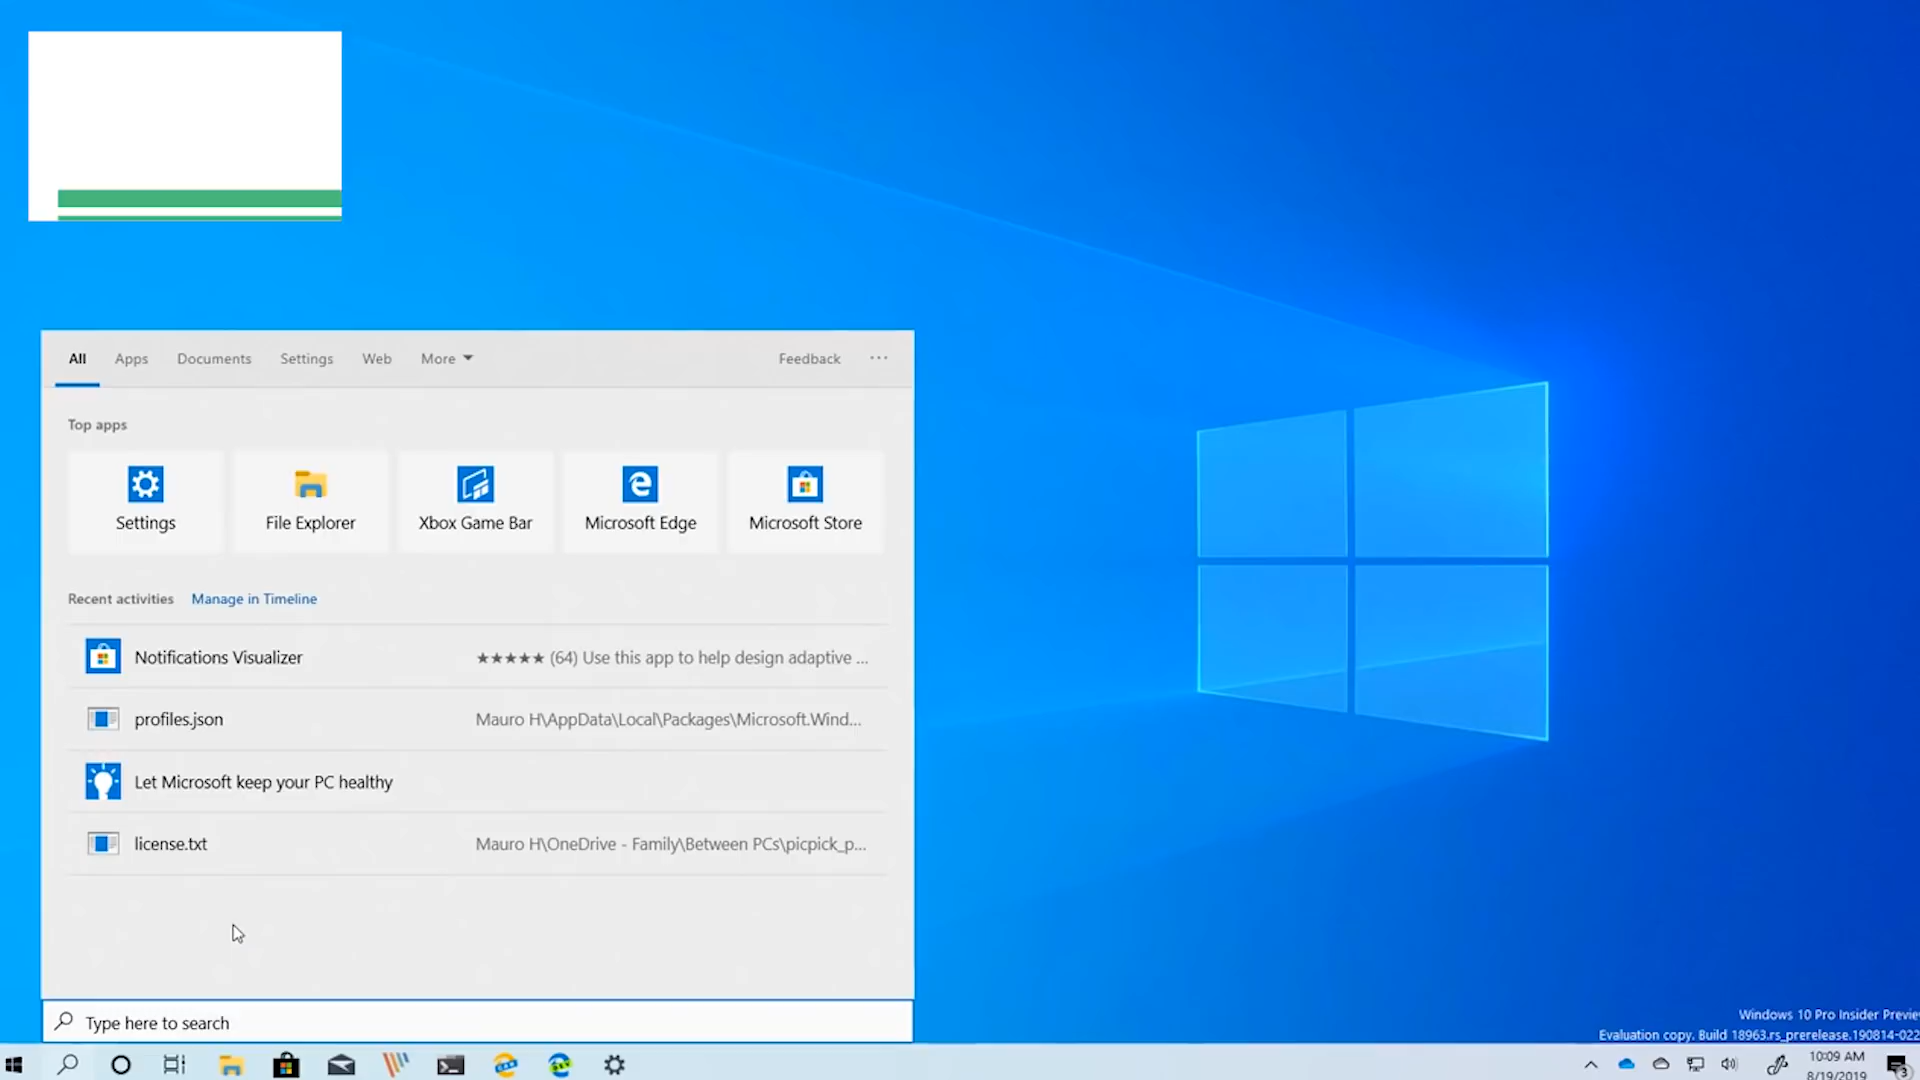 All Apps Documents Settings Web More Feedback ...
Top apps
Settings File Explorer Xbox Game Bar Microsoft Edge Microsoft Store
Recent activities Manage in Timeline
Notifications Visualizer ★★★★★ (64) Use this app to help design adaptive ...
profiles.json Mauro H\AppData\Local\Packages\Microsoft.Wind...
Let Microsoft keep your PC healthy
license.txt Mauro H\OneDrive - Family\Between PCs\picpick_p...
Type here to search
Windows 10 Pro Insider Preview
Evaluation copy. Build 18963.rs_prerelease.190814-022
10:09 AM
8/19/2019
3